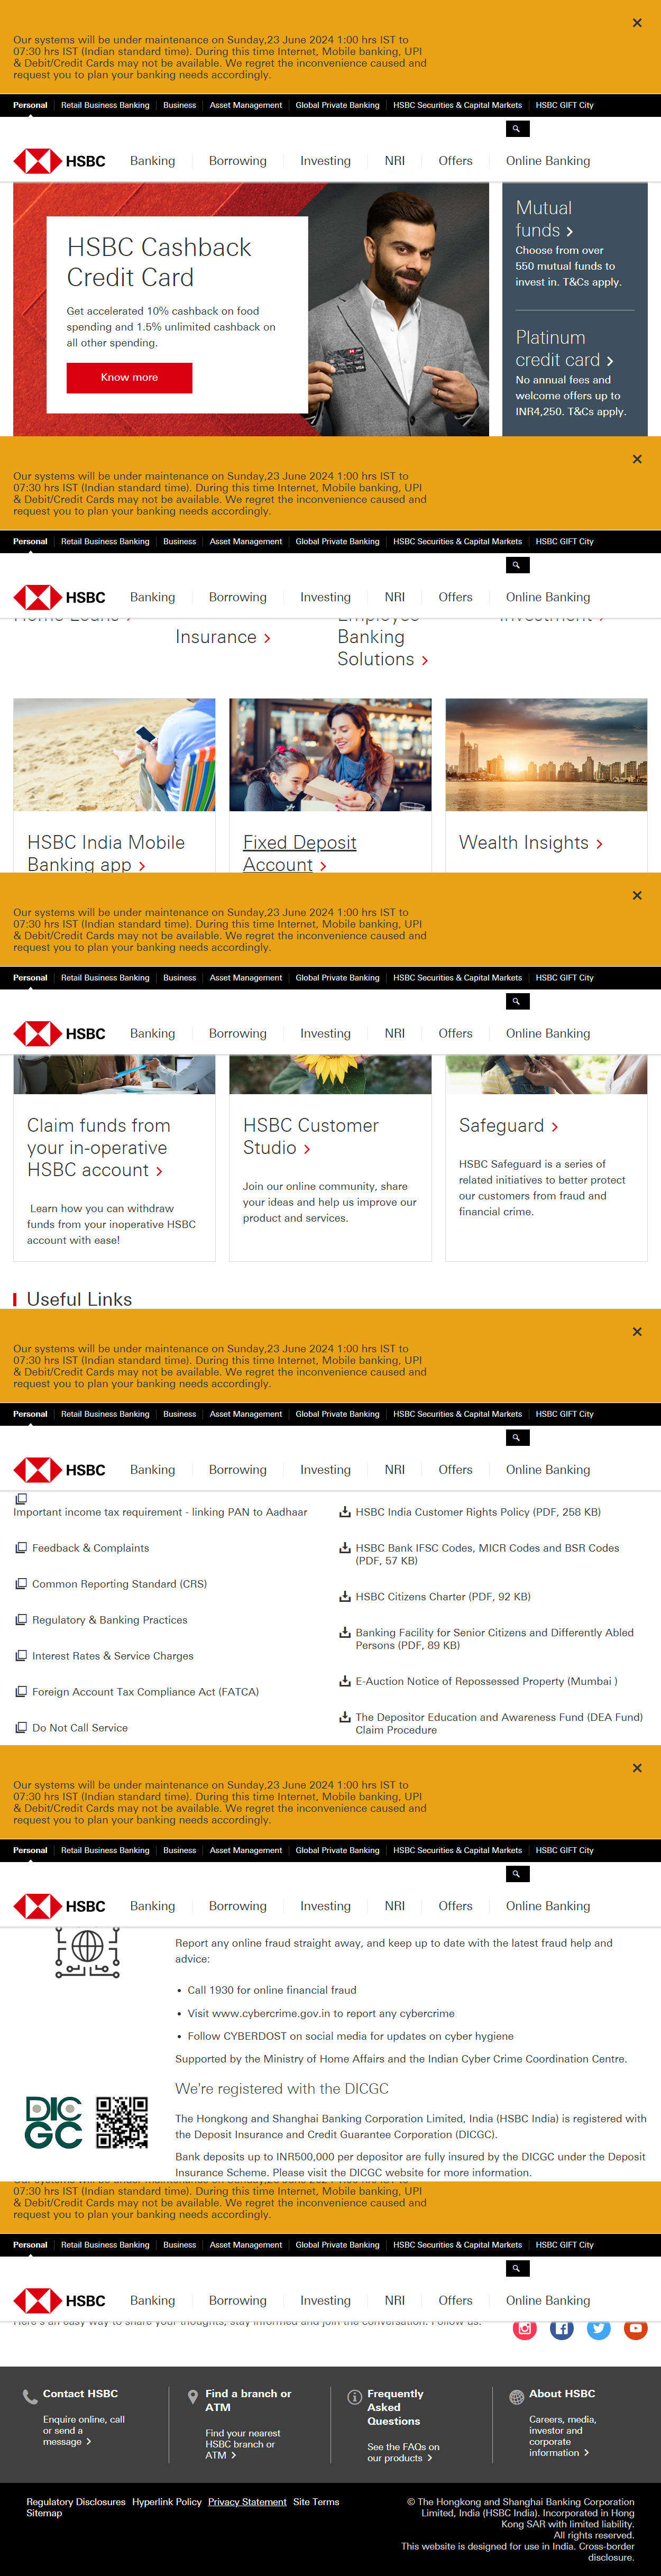 Our systems will be under maintenance on Sunday,23 June 2024 1:00 hrs IST to
07:30 hrs IST (Indian standard time). During this time Internet, Mobile banking, UPI
& Debit/Credit Cards may not be available. We regret the inconvenience caused and
request you to plan your banking needs accordingly.
Personal Retail Business Banking Business Asset Management Global Private Banking HSBC Securities & Capital Markets HSBC GIFT City
HSBC Banking Borrowing Investing NRI Offers Online Banking
HSBC Cashback
Credit Card
Get accelerated 10% cashback on food
spending and 1.5% unlimited cashback on
all other spending.
Know more
Mutual
funds
Choose from over
550 mutual funds to
invest in. T&Cs apply.
Platinum
credit card
No annual fees and
welcome offers up to
INR4,250. T&Cs apply.
Our systems will be under maintenance on Sunday,23 June 2024 1:00 hrs IST to
07:30 hrs IST (Indian standard time). During this time Internet, Mobile banking, UPI
& Debit/Credit Cards may not be available. We regret the inconvenience caused and
request you to plan your banking needs accordingly.
Personal Retail Business Banking Business Asset Management Global Private Banking HSBC Securities & Capital Markets HSBC GIFT City
HSBC Banking Borrowing Investing NRI Offers Online Banking
Home Loans
Insurance
Employee
Banking
Solutions
Investment
HSBC India Mobile
Banking app
Fixed Deposit
Account
Wealth Insights
Our systems will be under maintenance on Sunday,23 June 2024 1:00 hrs IST to
07:30 hrs IST (Indian standard time). During this time Internet, Mobile banking, UPI
& Debit/Credit Cards may not be available. We regret the inconvenience caused and
request you to plan your banking needs accordingly.
Personal Retail Business Banking Business Asset Management Global Private Banking HSBC Securities & Capital Markets HSBC GIFT City
HSBC Banking Borrowing Investing NRI Offers Online Banking
Claim funds from
your in-operative
HSBC account
Learn how you can withdraw
funds from your inoperative HSBC
account with ease!
HSBC Customer
Studio
Join our online community, share
your ideas and help us improve our
product and services.
Safeguard
HSBC Safeguard is a series of
related initiatives to better protect
our customers from fraud and
financial crime.
Useful Links
Our systems will be under maintenance on Sunday,23 June 2024 1:00 hrs IST to
07:30 hrs IST (Indian standard time). During this time Internet, Mobile banking, UPI
& Debit/Credit Cards may not be available. We regret the inconvenience caused and
request you to plan your banking needs accordingly.
Personal Retail Business Banking Business Asset Management Global Private Banking HSBC Securities & Capital Markets HSBC GIFT City
HSBC Banking Borrowing Investing NRI Offers Online Banking
Important income tax requirement - linking PAN to Aadhaar
Feedback & Complaints
Common Reporting Standard (CRS)
Regulatory & Banking Practices
Interest Rates & Service Charges
Foreign Account Tax Compliance Act (FATCA)
Do Not Call Service
HSBC India Customer Rights Policy (PDF, 258 KB)
HSBC Bank IFSC Codes, MICR Codes and BSR Codes
(PDF, 57 KB)
HSBC Citizens Charter (PDF, 92 KB)
Banking Facility for Senior Citizens and Differently Abled
Persons (PDF, 89 KB)
E-Auction Notice of Repossessed Property (Mumbai )
The Depositor Education and Awareness Fund (DEA Fund)
Claim Procedure
Our systems will be under maintenance on Sunday,23 June 2024 1:00 hrs IST to
07:30 hrs IST (Indian standard time). During this time Internet, Mobile banking, UPI
& Debit/Credit Cards may not be available. We regret the inconvenience caused and
request you to plan your banking needs accordingly.
Personal Retail Business Banking Business Asset Management Global Private Banking HSBC Securities & Capital Markets HSBC GIFT City
HSBC Banking Borrowing Investing NRI Offers Online Banking
Report any online fraud straight away, and keep up to date with the latest fraud help and
advice:
• Call 1930 for online financial fraud
• Visit www.cybercrime.gov.in to report any cybercrime
• Follow CYBERDOST on social media for updates on cyber hygiene
Supported by the Ministry of Home Affairs and the Indian Cyber Crime Coordination Centre.
DIC
GC
We're registered with the DICGC
The Hongkong and Shanghai Banking Corporation Limited, India (HSBC India) is registered with
the Deposit Insurance and Credit Guarantee Corporation (DICGC).
Bank deposits up to INR500,000 per depositor are fully insured by the DICGC under the Deposit
Insurance Scheme. Please visit the DICGC website for more information.
Our systems will be under maintenance on Sunday,23 June 2024 1:00 hrs IST to
07:30 hrs IST (Indian standard time). During this time Internet, Mobile banking, UPI
& Debit/Credit Cards may not be available. We regret the inconvenience caused and
request you to plan your banking needs accordingly.
Personal Retail Business Banking Business Asset Management Global Private Banking HSBC Securities & Capital Markets HSBC GIFT City
HSBC Banking Borrowing Investing NRI Offers Online Banking
Here's an easy way to share your thoughts, stay informed and join the conversation. Follow us:
Contact HSBC
Enquire online, call
or send a
message
Find a branch or
ATM
Find your nearest
HSBC branch or
ATM
Frequently
Asked
Questions
See the FAQs on
our products
About HSBC
Careers, media,
investor and
corporate
information
Regulatory Disclosures Hyperlink Policy Privacy Statement Site Terms
Sitemap
© The Hongkong and Shanghai Banking Corporation
Limited, India (HSBC India). Incorporated in Hong
Kong SAR with limited liability.
All rights reserved.
This website is designed for use in India. Cross-border
disclosure.